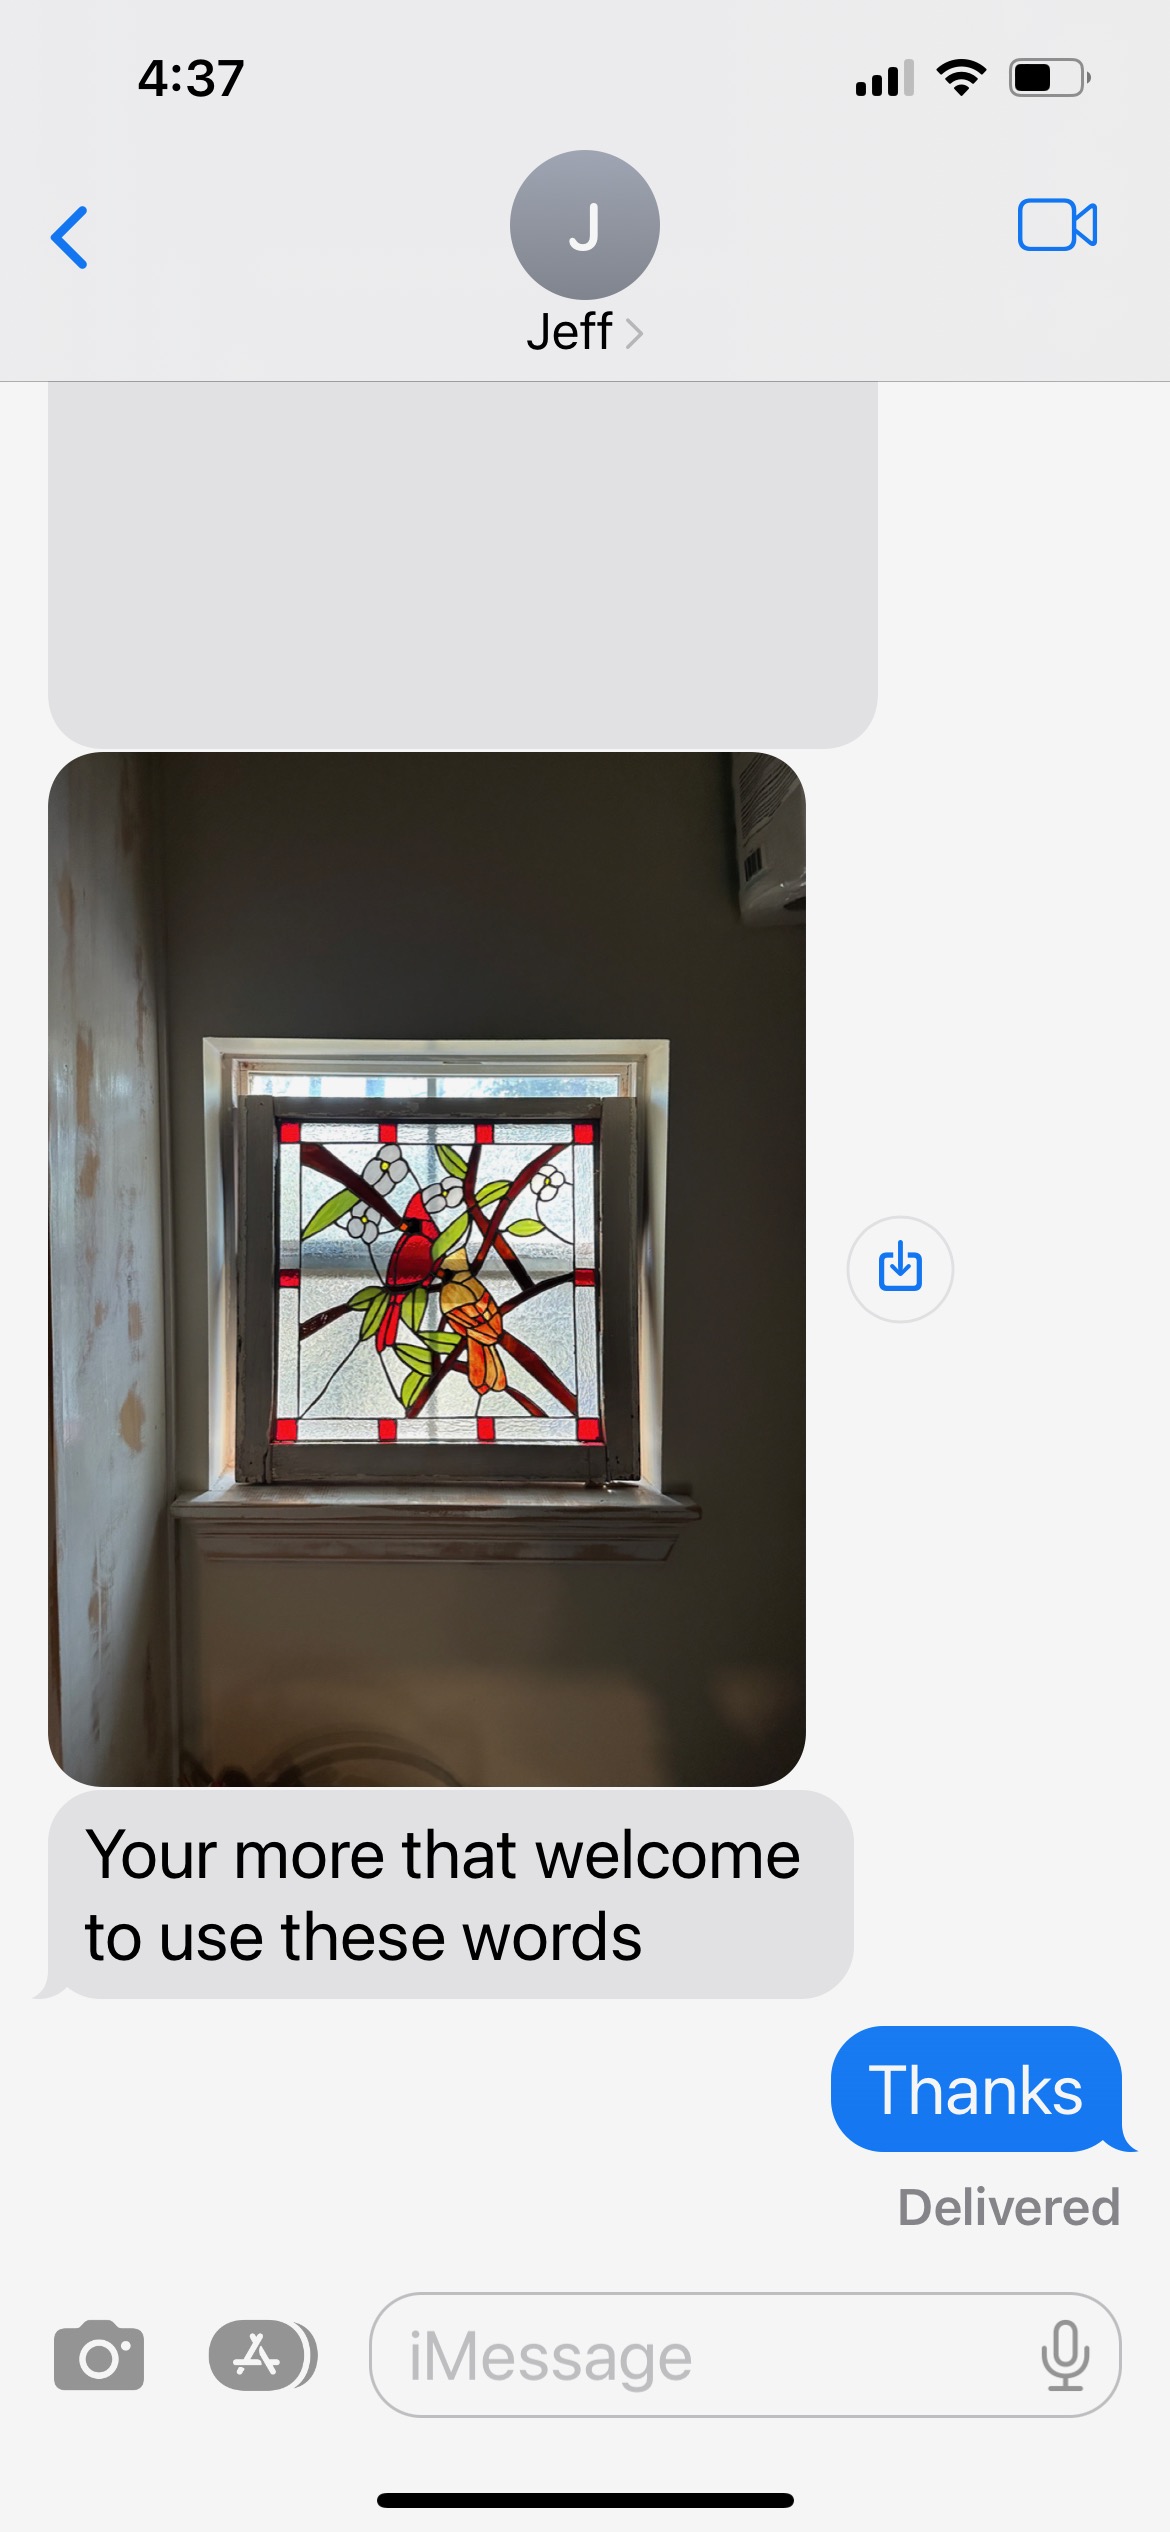 4:37
J
Jeff
Your more that welcome
to use these words
Thanks
Delivered
iMessage